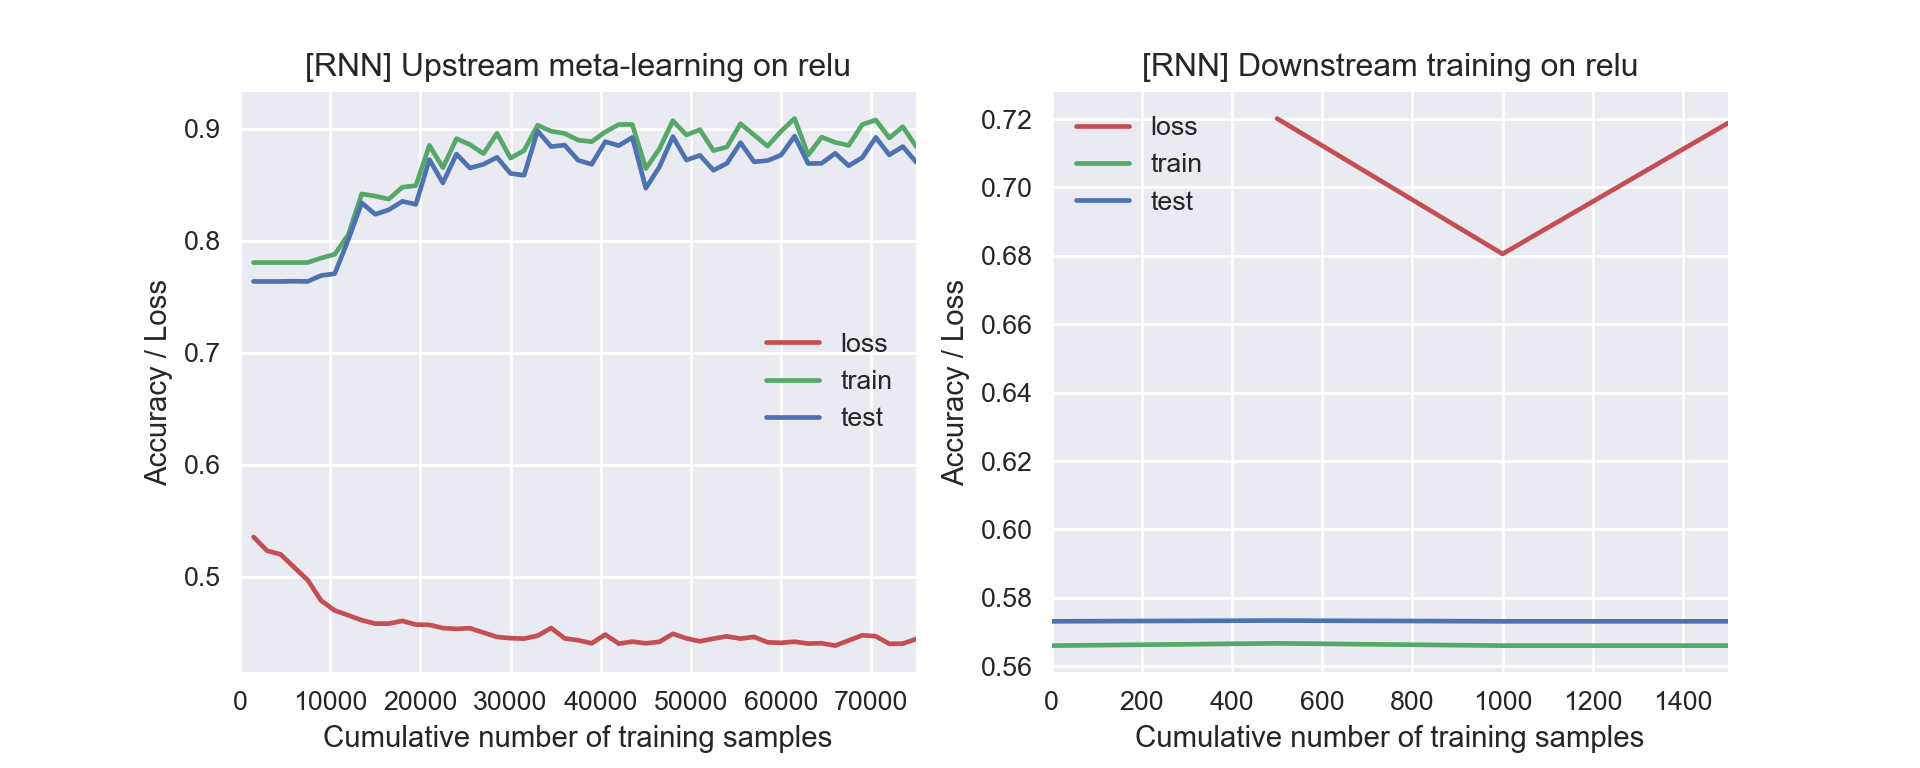 [RNN] Upstream meta-learning on relu
Accuracy / Loss
0.9
0.8
0.7
0.6
0.5
loss
train
test
0 10000 20000 30000 40000 50000 60000 70000
Cumulative number of training samples
[RNN] Downstream training on relu
Accuracy / Loss
0.72
0.70
0.68
0.66
0.64
0.62
0.60
0.58
0.56
loss
train
test
0 200 400 600 800 1000 1200 1400
Cumulative number of training samples